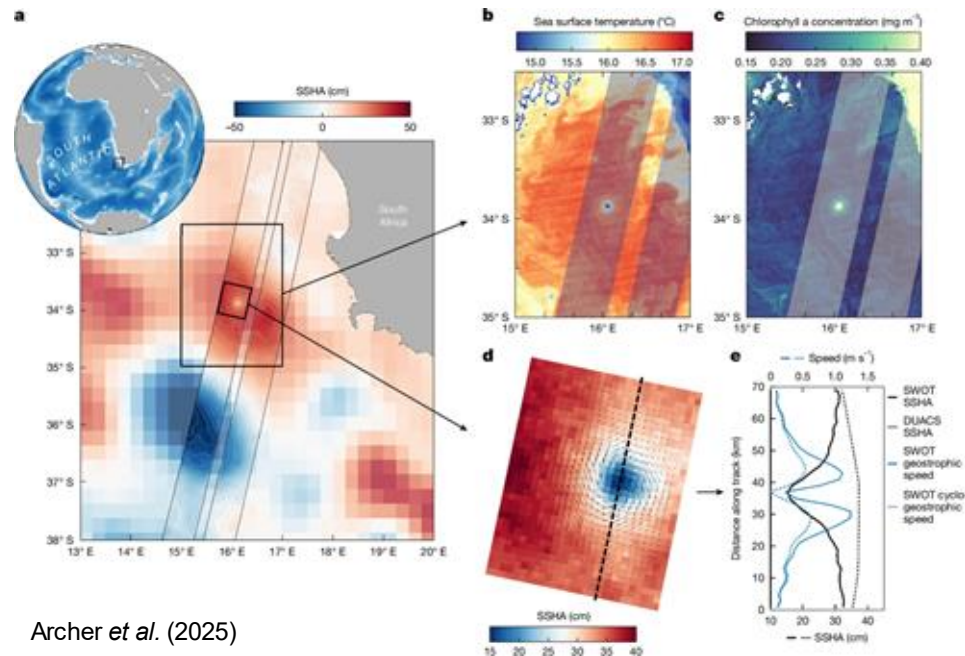 a
SSHA (cm)
−50 0 50
SOUTH
ATLANTIC
South
Africa
33° S
34° S
35° S
36° S
37° S
38° S
13° E 14° E 15° E 16° E 17° E 18° E 19° E 20° E
b
Sea surface temperature (°C)
15.0 15.5 16.0 16.5 17.0
33° S
34° S
35° S
15° E 16° E 17° E
c
Chlorophyll a concentration (mg m−3)
0.15 0.20 0.30 0.40
33° S
34° S
35° S
15° E 16° E 17° E
d
SSHA (cm)
15 20 25 30 35 40
e
Speed (m s−1)
0 0.5 1.0 1.5
70
60
50
40
30
20
10
0
Distance along track (km)
10 20 30 40
SSHA (cm)
SWOT
SSHA
DUACS
SSHA
SWOT
geostrophic
speed
SWOT cyclo
geostrophic
speed
Archer et al. (2025)